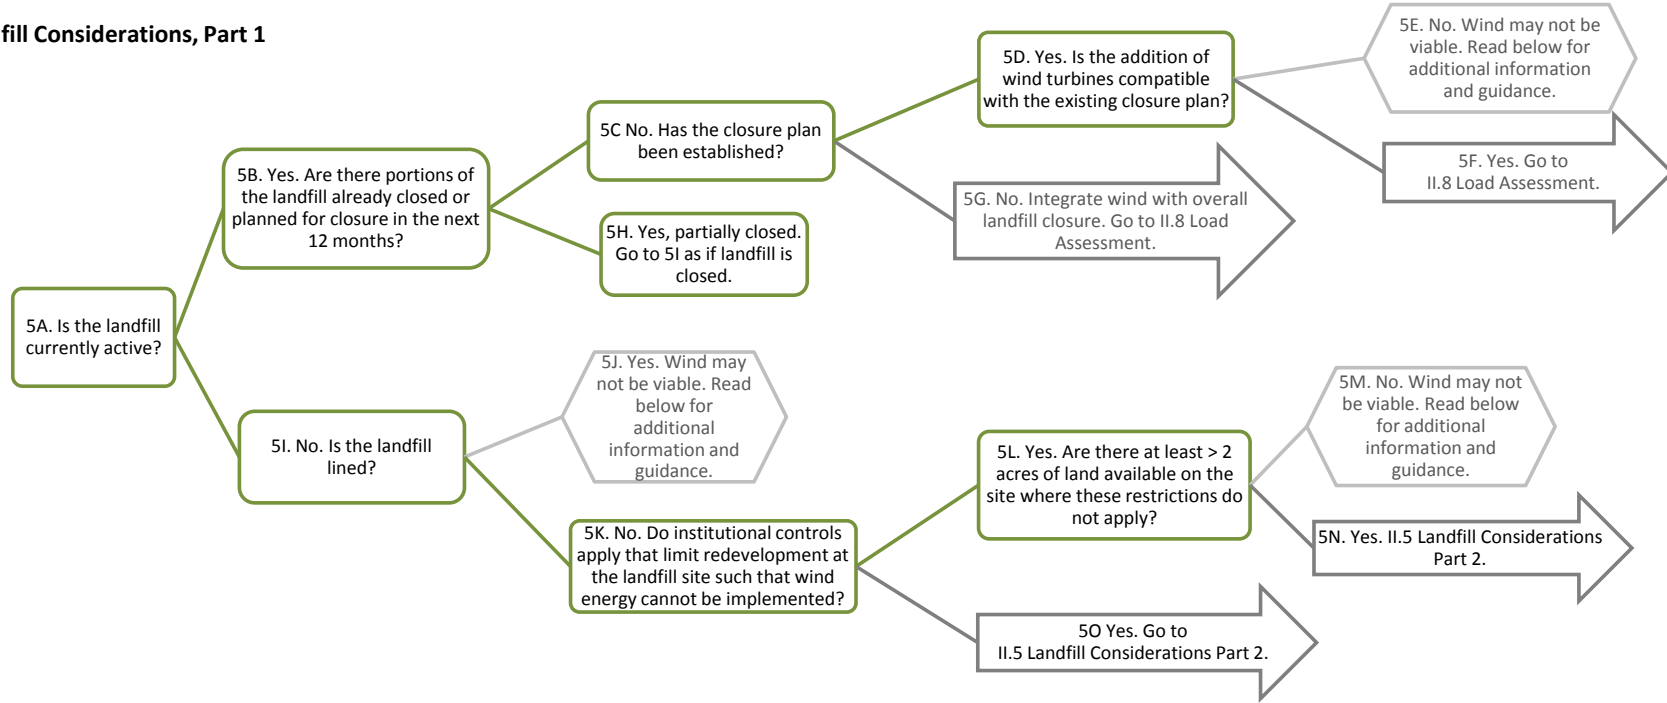 fill Considerations, Part 1
5A. Is the landfill
currently active?
5B. Yes. Are there portions of
the landfill already closed or
planned for closure in the next
12 months?
5C No. Has the closure plan
been established?
5D. Yes. Is the addition of
wind turbines compatible
with the existing closure plan?
5E. No. Wind may not be
viable. Read below for
additional information
and guidance.
5F. Yes. Go to
II.8 Load Assessment.
5G. No. Integrate wind with overall
landfill closure. Go to II.8 Load
Assessment.
5H. Yes, partially closed.
Go to 5I as if landfill is
closed.
5I. No. Is the landfill
lined?
5J. Yes. Wind may
not be viable. Read
below for
additional
information and
guidance.
5K. No. Do institutional controls
apply that limit redevelopment at
the landfill site such that wind
energy cannot be implemented?
5L. Yes. Are there at least > 2
acres of land available on the
site where these restrictions do
not apply?
5M. No. Wind may not
be viable. Read below
for additional
information and
guidance.
5N. Yes. II.5 Landfill Considerations
Part 2.
5O Yes. Go to
II.5 Landfill Considerations Part 2.